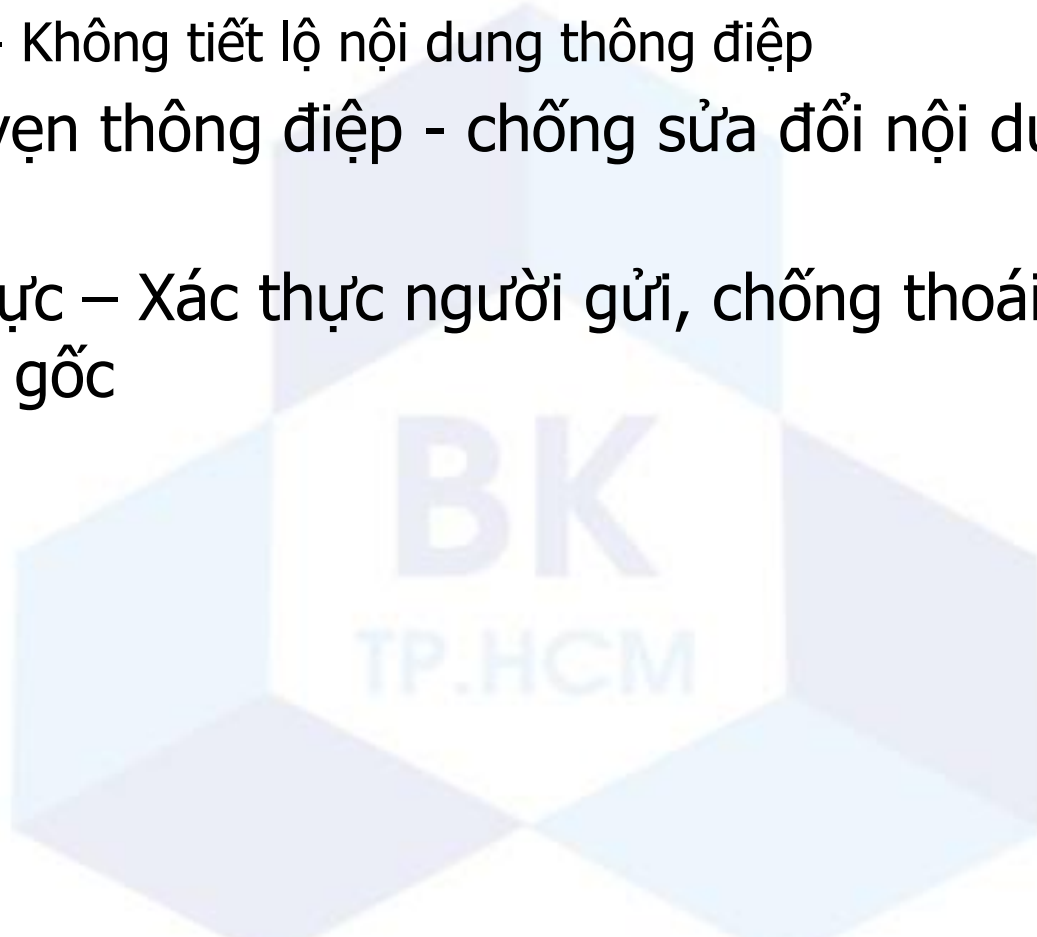 - Không tiết lộ nội dung thông điệp
vẹn thông điệp - chống sửa đổi nội
ực – Xác thực người gửi, chống thoái
gốc
BK
TP.HCM